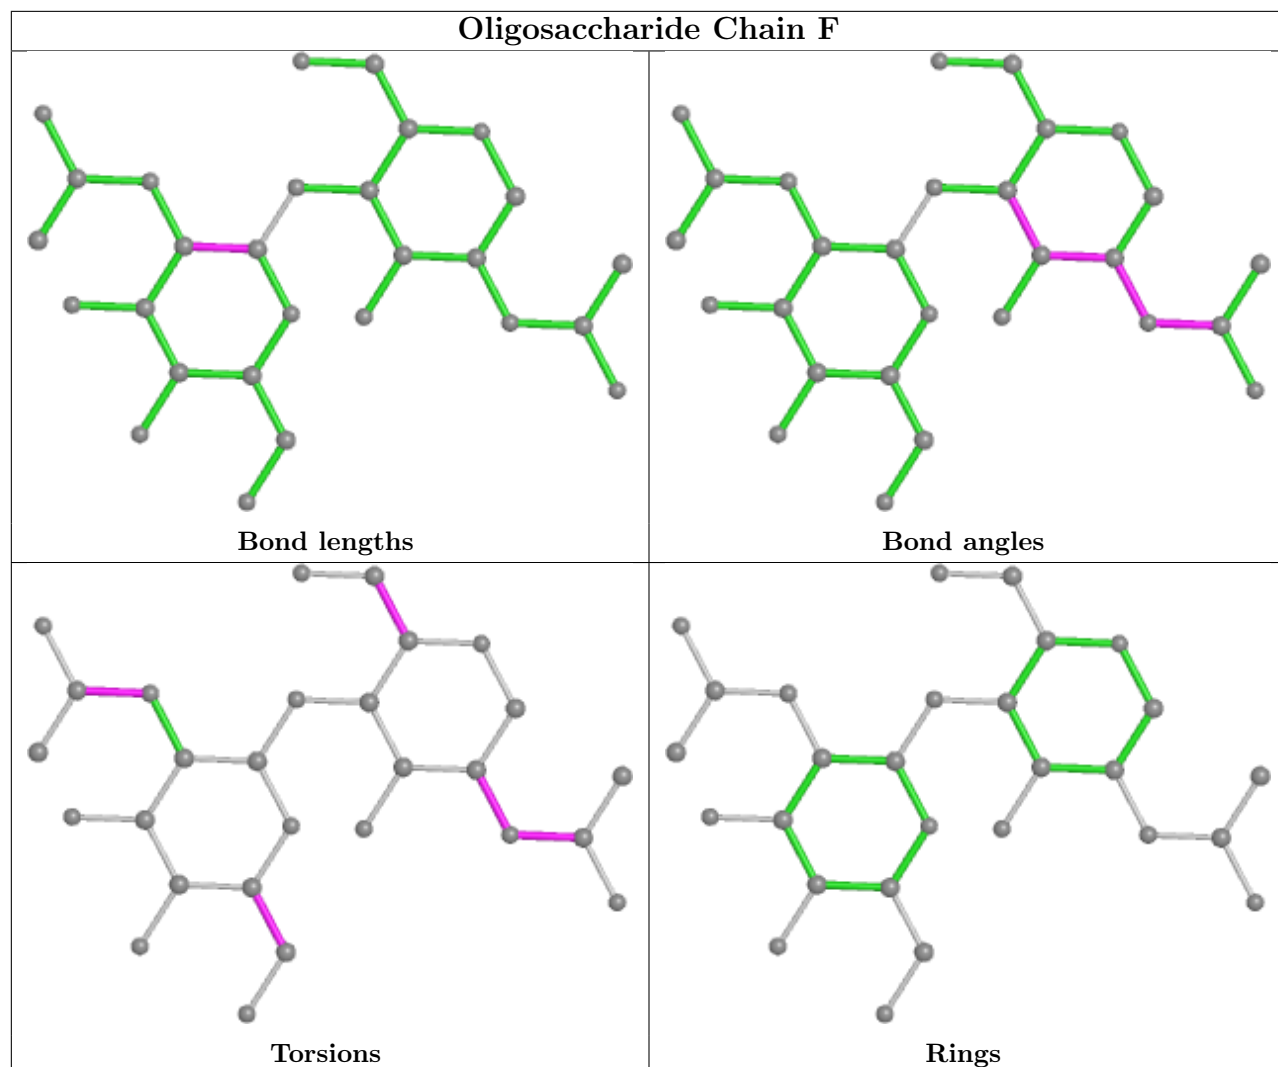 Oligosaccharide Chain F
Bond lengths
Bond angles
Torsions
Rings